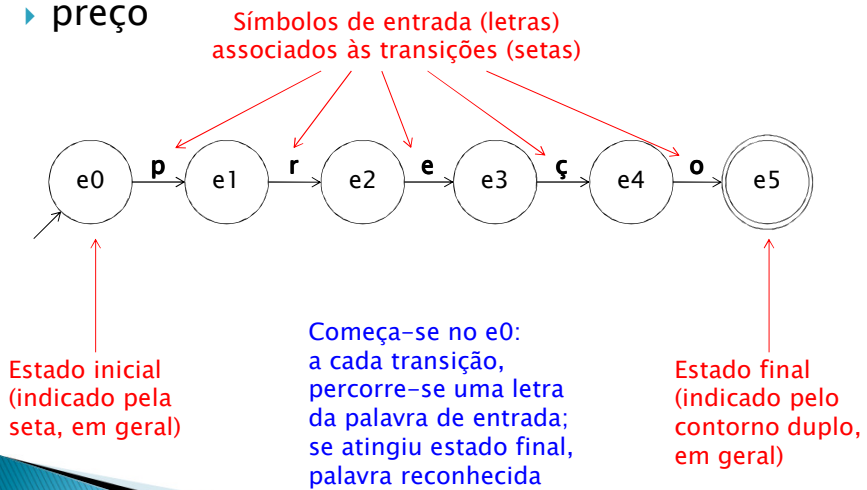 preço
Símbolos de entrada (letras)
associados às transições (setas)
p r e ç o
e0 e1 e2 e3 e4 e5
Estado inicial
(indicado pela
seta, em geral)
Começa-se no e0:
a cada transição,
percorre-se uma letra
da palavra de entrada;
se atingiu estado final,
palavra reconhecida
Estado final
(indicado pelo
contorno duplo,
em geral)